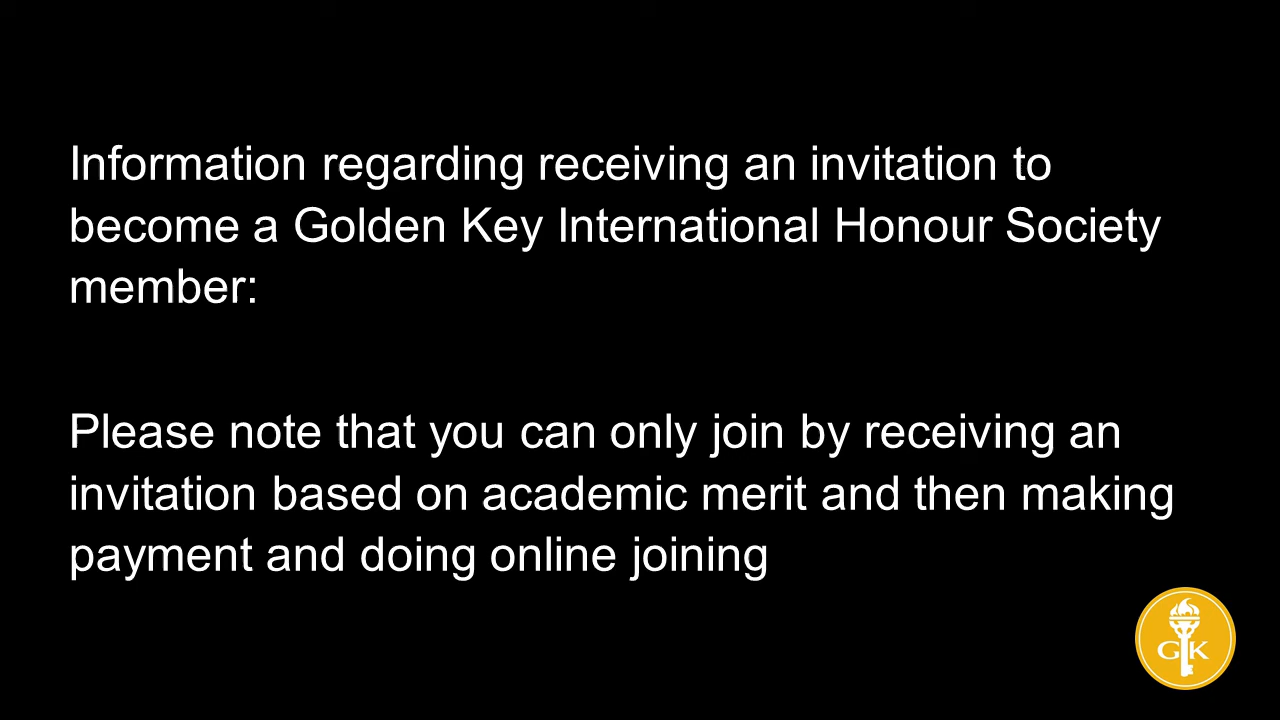 Information regarding receiving an invitation to
become a Golden Key International Honour Society
member:
Please note that you can only join by receiving an
invitation based on academic merit and then making
payment and doing online joining
G K